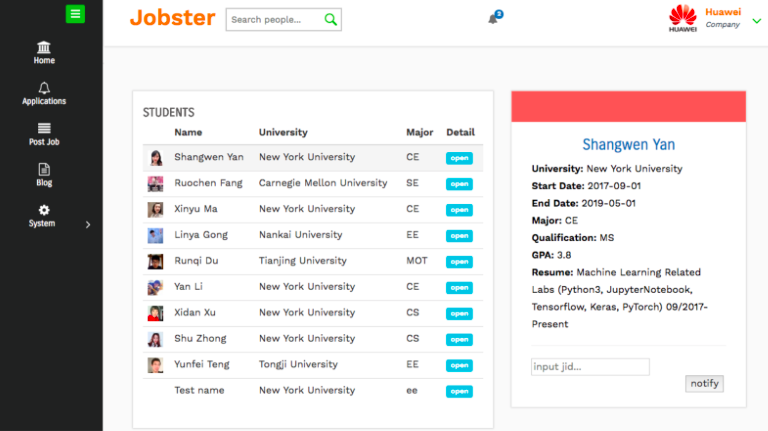 Jobster
Search people...
2
Huawei
Company
HUAWEI
Home
Applications
Post Job
Blog
System
STUDENTS
Name University Major Detail
Shangwen Yan New York University CE open
Ruochen Fang Carnegie Mellon University SE open
Xinyu Ma New York University CE open
Linya Gong Nankai University EE open
Runqi Du Tianjing University MOT open
Yan Li New York University CE open
Xidan Xu New York University CS open
Shu Zhong New York University CS open
Yunfei Teng Tongji University EE open
Test name New York University ee open
Shangwen Yan
University: New York University
Start Date: 2017-09-01
End Date: 2019-05-01
Major: CE
Qualification: MS
GPA: 3.8
Resume: Machine Learning Related
Labs (Python3, JupyterNotebook,
Tensorflow, Keras, PyTorch) 09/2017-
Present
input jid...
notify